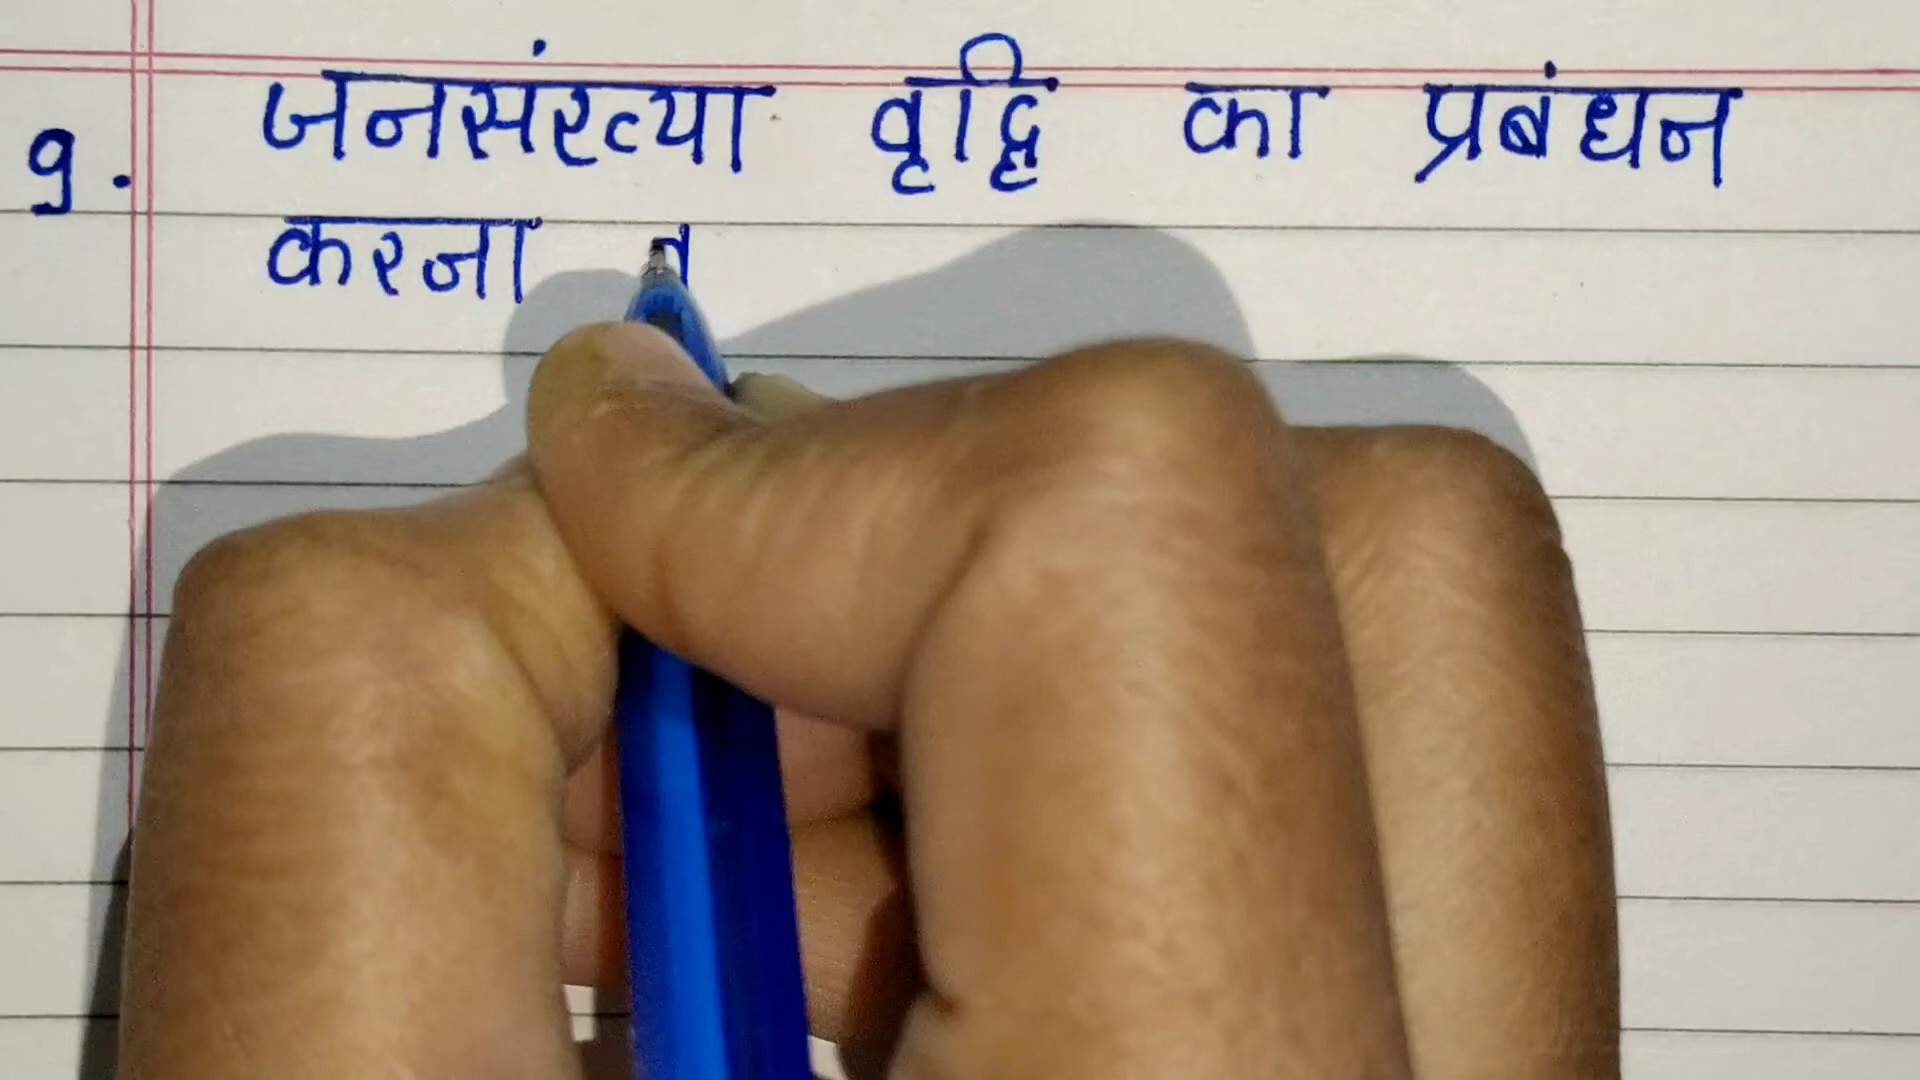 9. जनसंख्या वृद्धि का प्रबंधन
करना